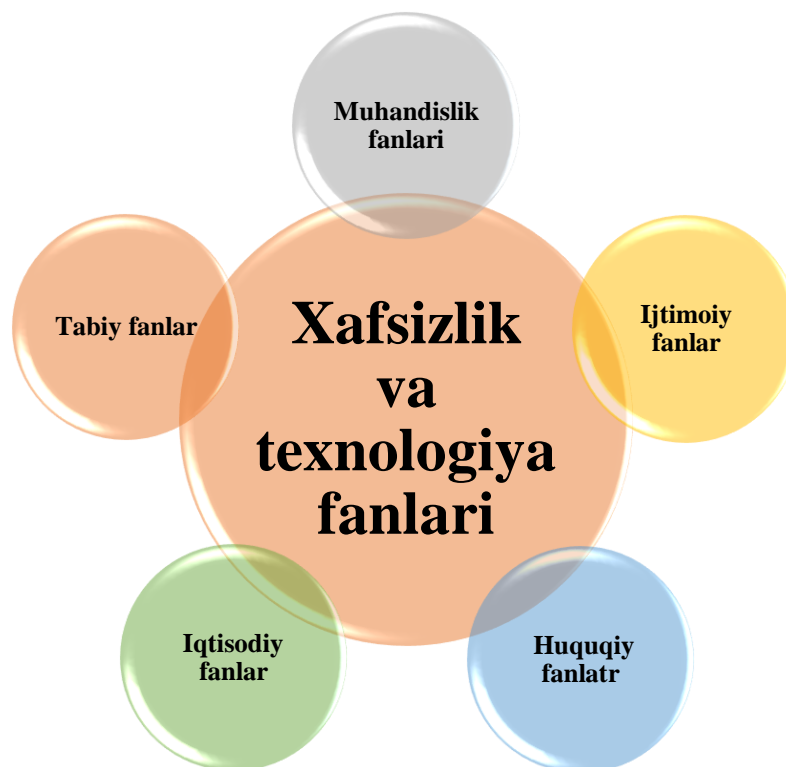 Muhandislik
fanlari
Tabiy fanlar
Xafsizlik
va
texnologiya
fanlari
Ijtimoiy
fanlar
Iqtisodiy
fanlar
Huquqiy
fanlatr